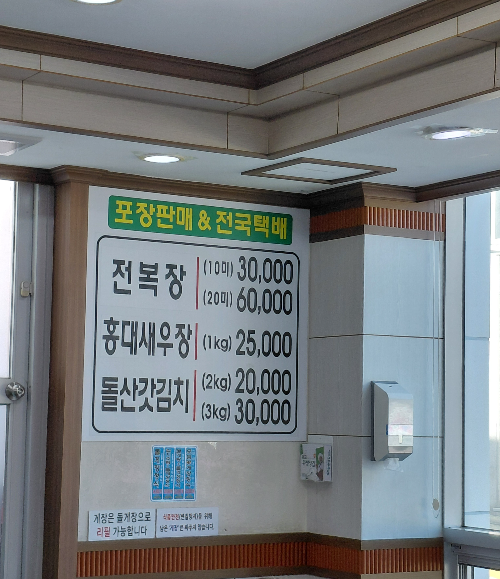 포장판매 & 전국택배
전복장 (10미) 30,000
(20미) 60,000
홍대새우장 (1kg) 25,000
돌산갓김치 (2kg) 20,000
(3kg) 30,000
게장은 돌게장으로
리필 가능합니다